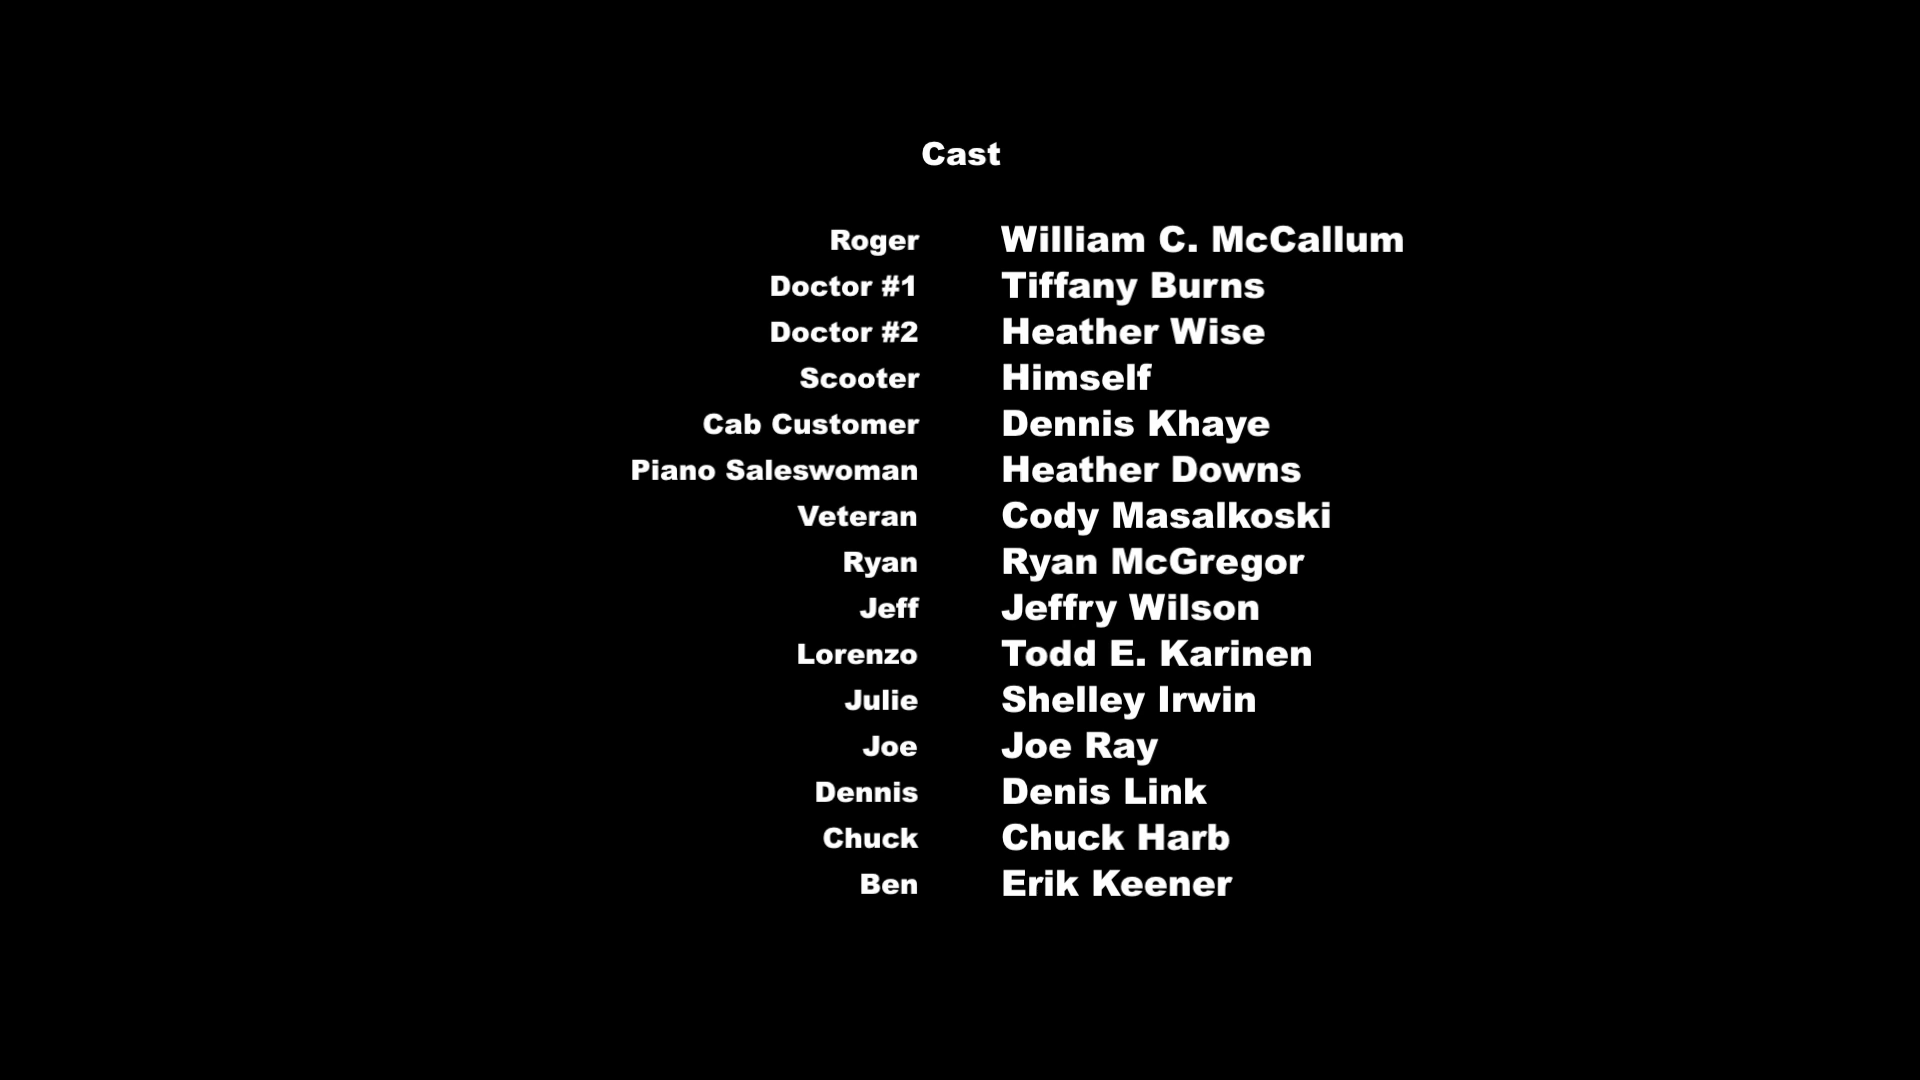 Cast
Roger William C. McCallum
Doctor #1 Tiffany Burns
Doctor #2 Heather Wise
Scooter Himself
Cab Customer Dennis Khaye
Piano Saleswoman Heather Downs
Veteran Cody Masalkoski
Ryan Ryan McGregor
Jeff Jeffry Wilson
Lorenzo Todd E. Karinen
Julie Shelley Irwin
Joe Joe Ray
Dennis Denis Link
Chuck Chuck Harb
Ben Erik Keener